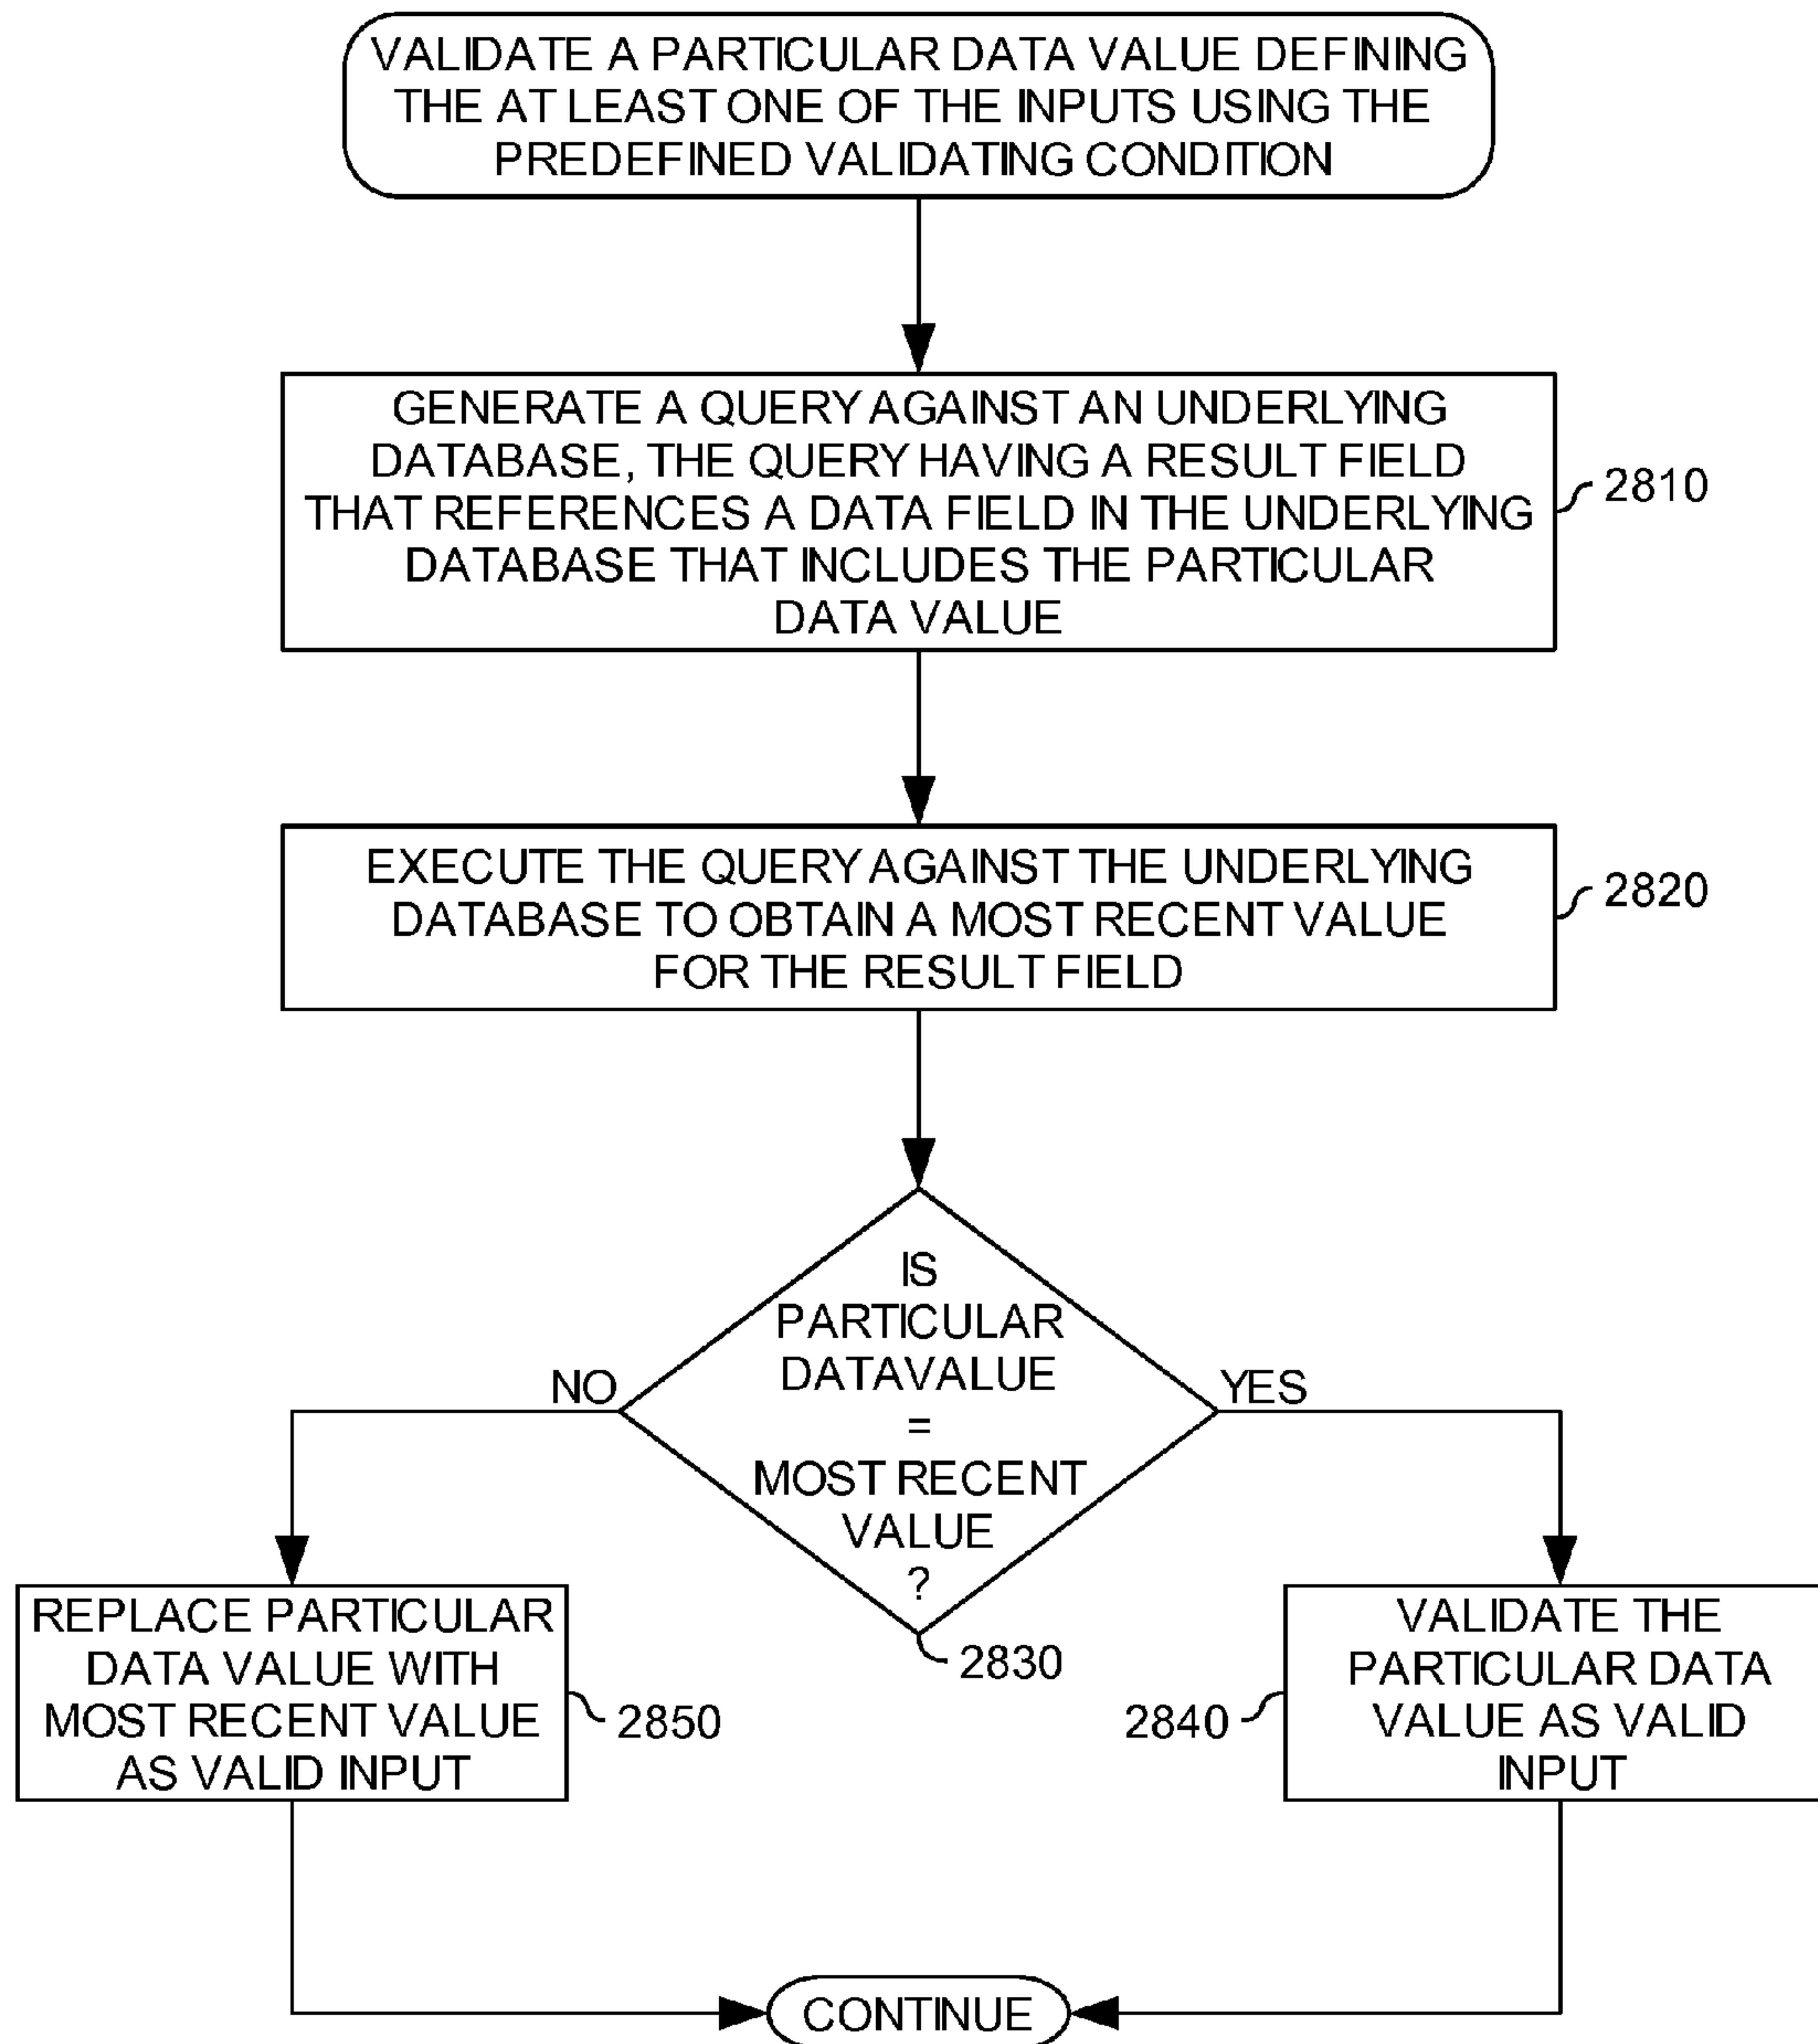 VALIDATE A PARTICULAR DATA VALUE DEFINING
THE AT LEAST ONE OF THE INPUTS USING THE
PREDEFINED VALIDATING CONDITION
GENERATE A QUERY AGAINST AN UNDERLYING
DATABASE, THE QUERY HAVING A RESULT FIELD
THAT REFERENCES A DATA FIELD IN THE UNDERLYING
DATABASE THAT INCLUDES THE PARTICULAR
DATA VALUE
2810
EXECUTE THE QUERY AGAINST THE UNDERLYING
DATABASE TO OBTAIN A MOST RECENT VALUE
FOR THE RESULT FIELD
2820
IS
PARTICULAR
DATAVALUE
=
MOST RECENT
VALUE
?
2830
NO
YES
REPLACE PARTICULAR
DATA VALUE WITH
MOST RECENT VALUE
AS VALID INPUT
2850
VALIDATE THE
PARTICULAR DATA
VALUE AS VALID
INPUT
2840
CONTINUE